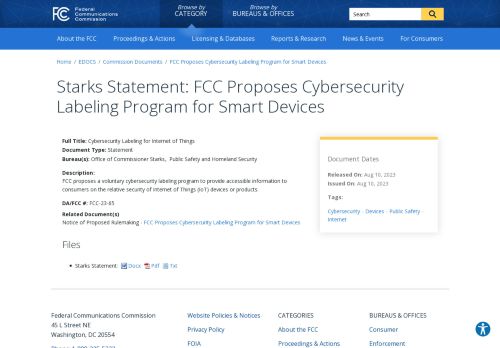 Federal
Communications
Commission
Browse by
CATEGORY
Browse by
BUREAUS & OFFICES
Search
About the FCC
Proceedings & Actions
Licensing & Databases
Reports & Research
News & Events
For Consumers
Home / EDOCS / Commission Documents / FCC Proposes Cybersecurity Labeling Program for Smart Devices
Starks Statement: FCC Proposes Cybersecurity
Labeling Program for Smart Devices
Full Title: Cybersecurity Labeling for Internet of Things
Document Type: Statement
Bureau(s): Office of Commissioner Starks, Public Safety and Homeland Security
Description:
FCC proposes a voluntary cybersecurity labeling program to provide accessible information to
consumers on the relative security of Internet of Things (IoT) devices or products
DA/FCC #: FCC-23-65
Related Document(s)
Notice of Proposed Rulemaking - FCC Proposes Cybersecurity Labeling Program for Smart Devices
Document Dates
Released On: Aug 10, 2023
Issued On: Aug 10, 2023
Tags:
Cybersecurity - Devices - Public Safety
Internet
Files
Starks Statement: Docx Pdf Txt
Federal Communications Commission
45 L Street NE
Washington, DC 20554
Website Policies & Notices
Privacy Policy
FOIA
CATEGORIES
About the FCC
Proceedings & Actions
BUREAUS & OFFICES
Consumer
Enforcement